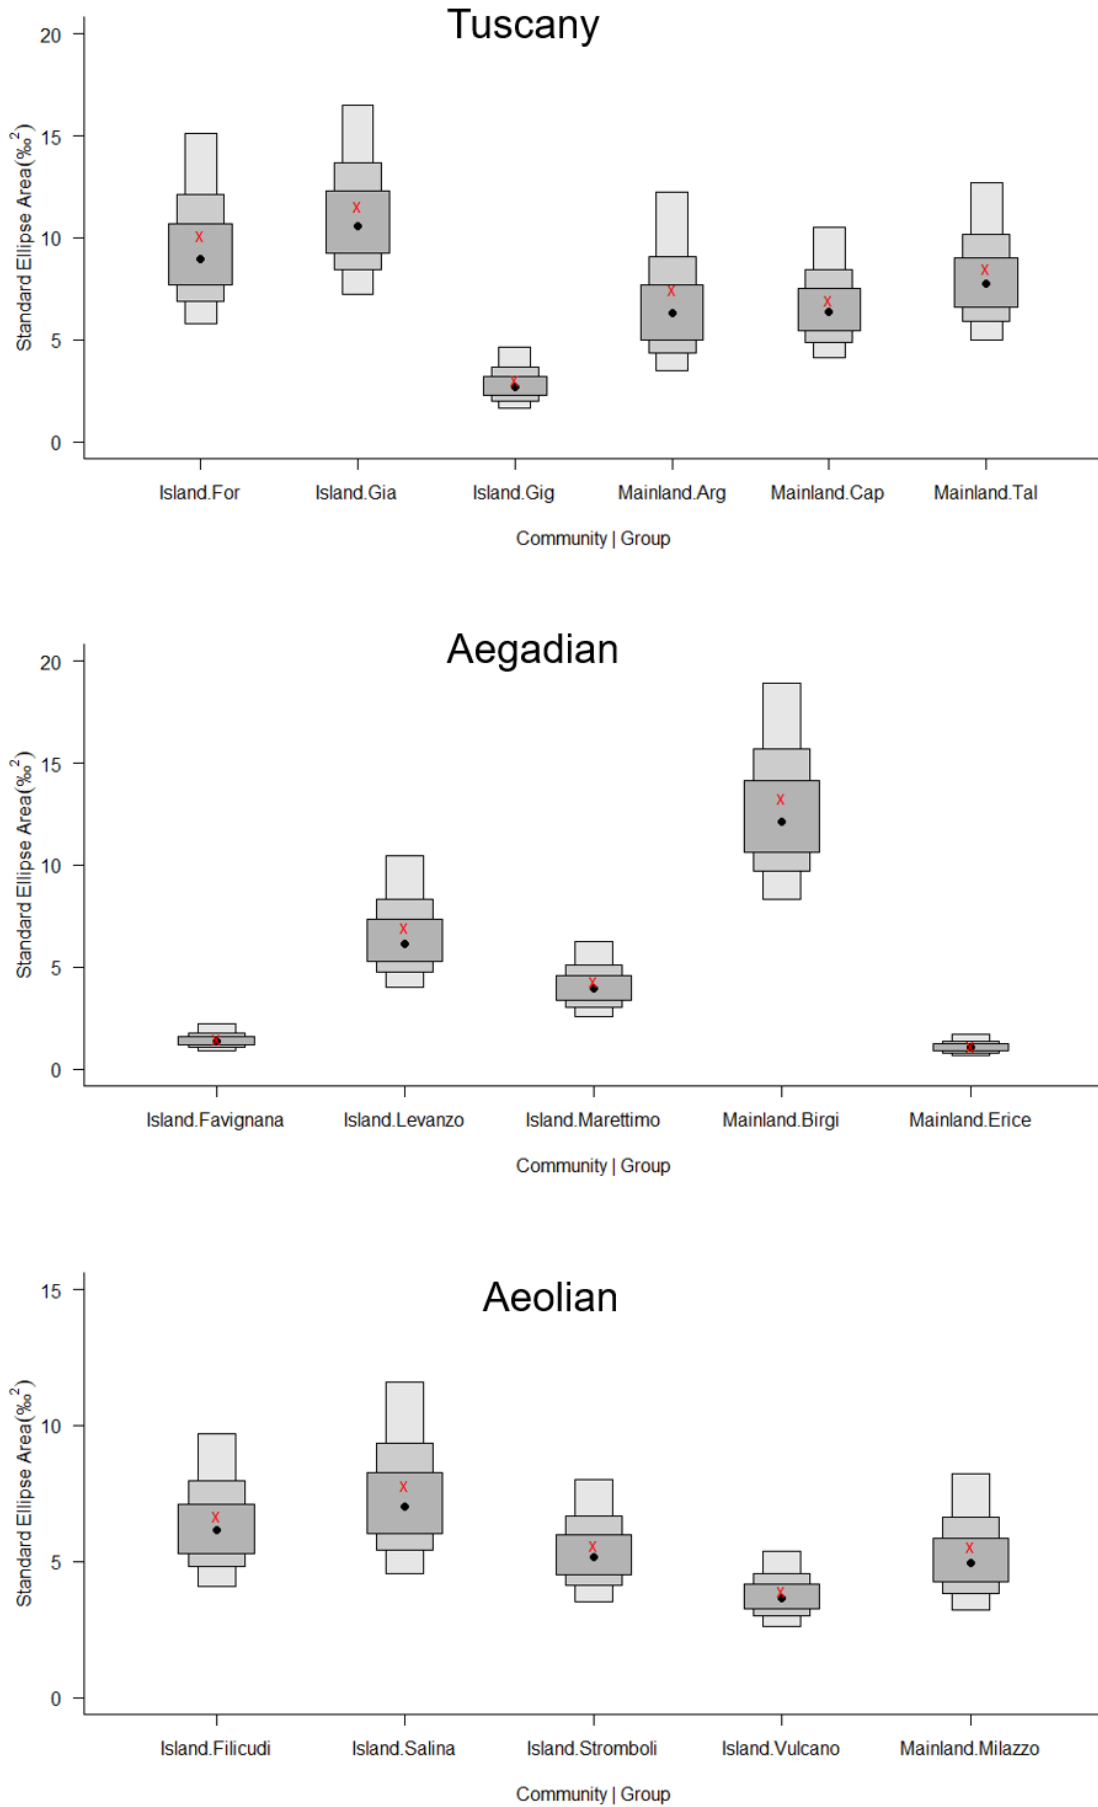 Tuscany
Standard Ellipse Area(‰²)
20
15
10
5
0
X X X X X X
Island.For Island.Gia Island.Gig Mainland.Arg Mainland.Cap Mainland.Tal
Community | Group
Aegadian
Standard Ellipse Area(‰²)
20
15
10
5
0
X X X X X
Island.Favignana Island.Levanzo Island.Marettimo Mainland.Birgi Mainland.Erice
Community | Group
Aeolian
Standard Ellipse Area(‰²)
15
10
5
0
X X X X X
Island.Filicudi Island.Salina Island.Stromboli Island.Vulcano Mainland.Milazzo
Community | Group